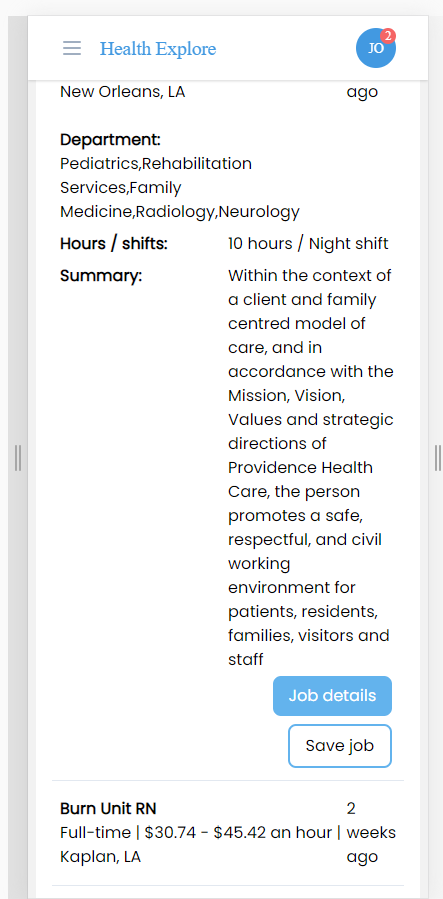 Health Explore
JO
2
New Orleans, LA
ago
Department:
Pediatrics,Rehabilitation
Services,Family
Medicine,Radiology,Neurology
Hours / shifts:
10 hours / Night shift
Summary:
Within the context of
a client and family
centred model of
care, and in
accordance with the
Mission, Vision,
Values and strategic
directions of
Providence Health
Care, the person
promotes a safe,
respectful, and civil
working
environment for
patients, residents,
families, visitors and
staff
Job details
Save job
Burn Unit RN
Full-time | $30.74 - $45.42 an hour |
Kaplan, LA
2
weeks
ago